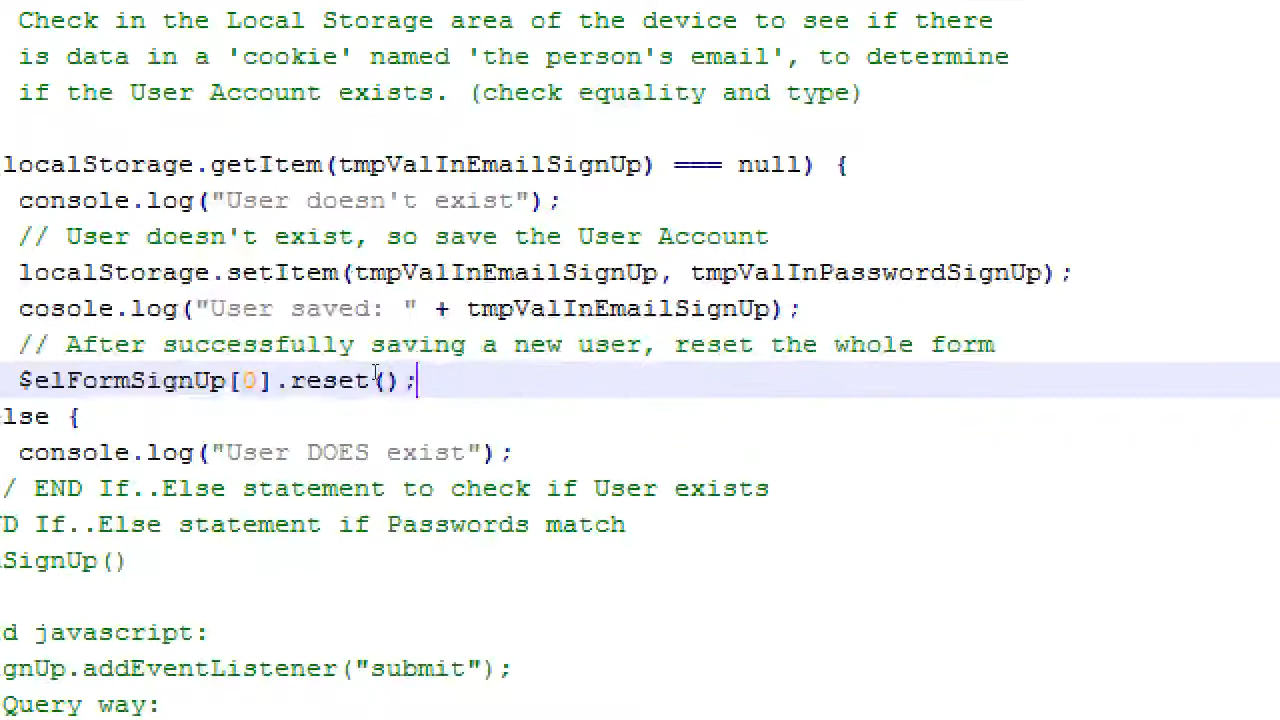 Check in the Local Storage area of the device to see if there
is data in a 'cookie' named 'the person's email', to determine
if the User Account exists. (check equality and type)
localStorage.getItem(tmpValInEmailSignUp) === null) {
console.log("User doesn't exist");
// User doesn't exist, so save the User Account
localStorage.setItem(tmpValInEmailSignUp, tmpValInPasswordSignUp);
cosole.log("User saved: " + tmpValInEmailSignUp);
// After successfully saving a new user, reset the whole form
$elFormSignUp[0].reset();
else {
console.log("User DOES exist");
/ END If..Else statement to check if User exists
D If..Else statement if Passwords match
SignUp()
d javascript:
gnUp.addEventListener("submit");
Query way: